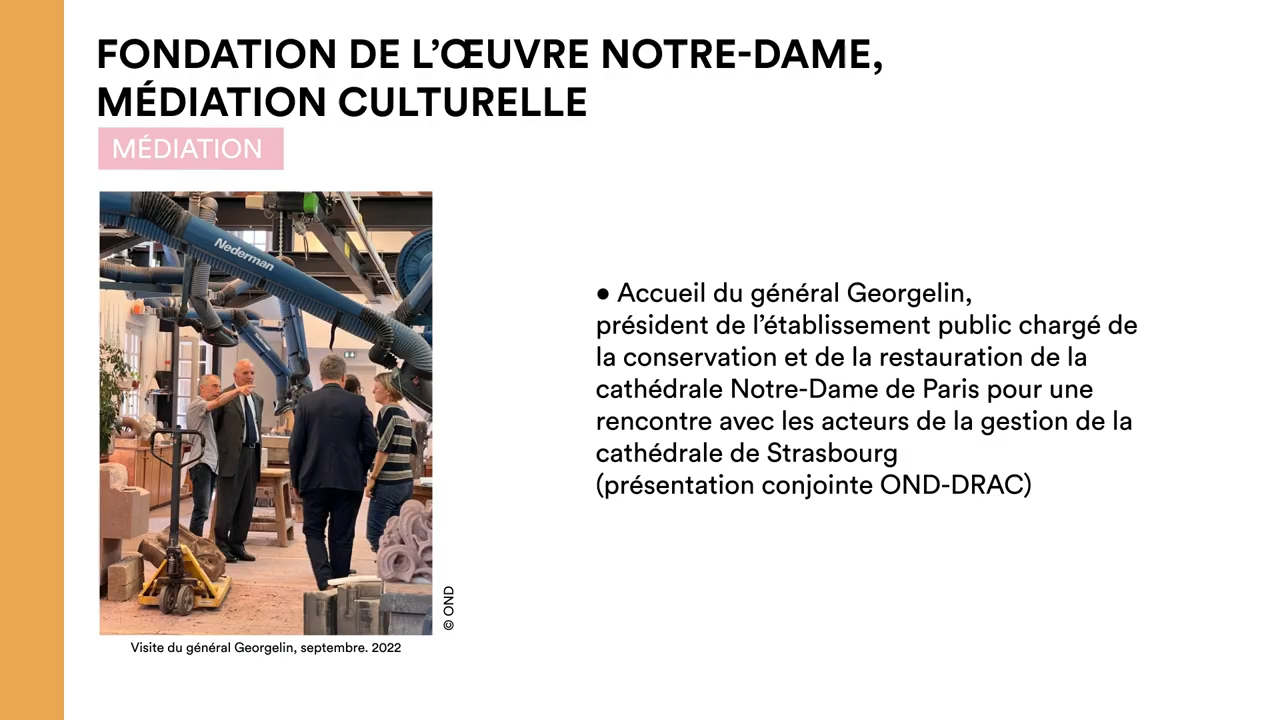 FONDATION DE L’ŒUVRE NOTRE-DAME,
MÉDIATION CULTURELLE
MÉDIATION
Nederman
● Accueil du général Georgelin,
président de l’établissement public chargé de
la conservation et de la restauration de la
cathédrale Notre-Dame de Paris pour une
rencontre avec les acteurs de la gestion de la
cathédrale de Strasbourg
(présentation conjointe OND-DRAC)
© OND
Visite du général Georgelin, septembre. 2022